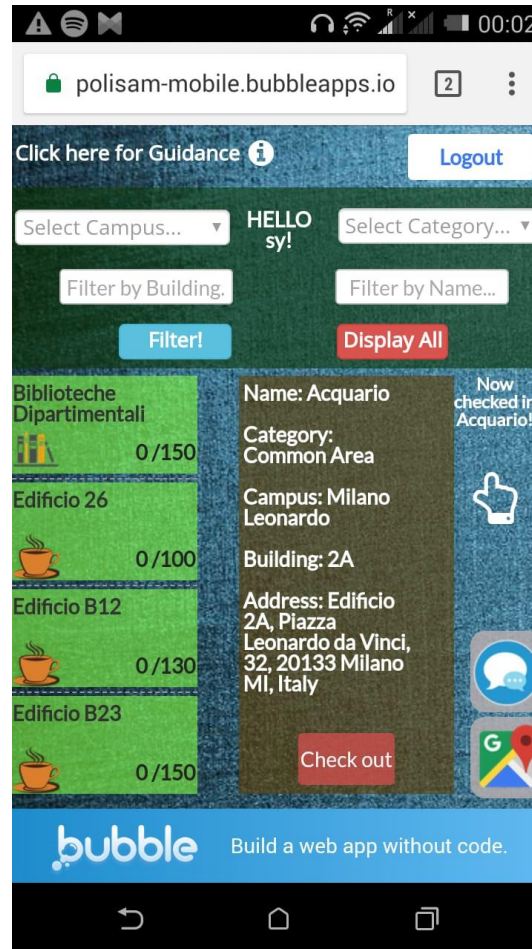 R
00:02
polisam-mobile.bubbleapps.io
2
Click here for Guidance
Logout
Select Campus...
HELLO
sy!
Select Category...
Filter by Building.
Filter by Name...
Filter!
Display All
Biblioteche
Dipartimentali
0/150
Edificio 26
0/100
Edificio B12
0/130
Edificio B23
0/150
Name: Acquario
Category:
Common Area
Campus: Milano
Leonardo
Building: 2A
Address: Edificio
2A, Piazza
Leonardo da Vinci,
32, 20133 Milano
MI, Italy
Check out
Now
checked in
Acquario!
G
bubble
Build a web app without code.